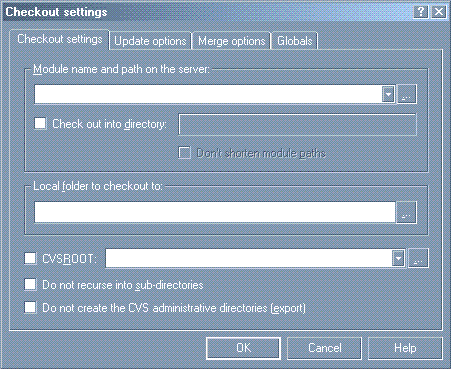 Checkout settings
Checkout settings Update options Merge options Globals
Module name and path on the server:
...
Check out into directory:
Don't shorten module paths
Local folder to checkout to:
...
CVSROOT:
...
Do not recurse into sub-directories
Do not create the CVS administrative directories (export)
OK Cancel Help